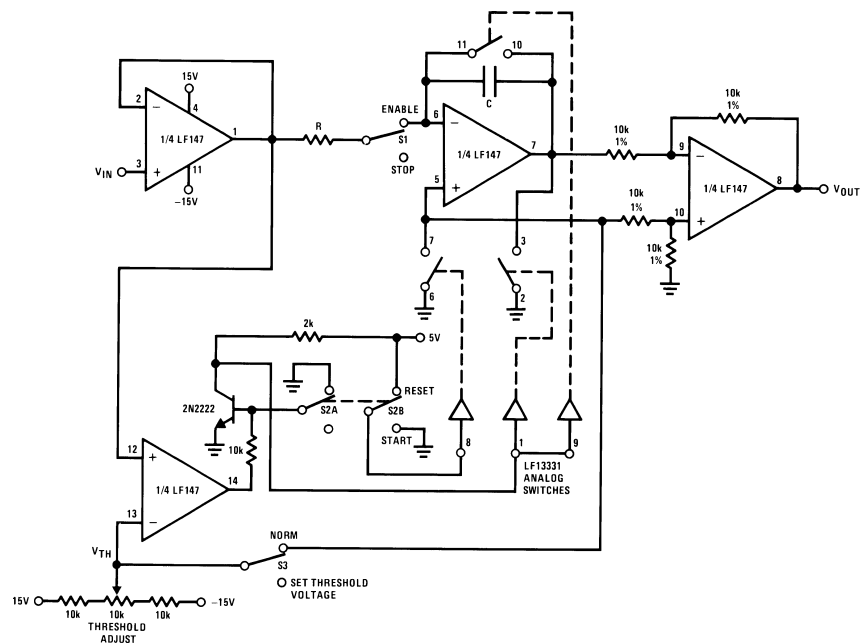 15V
2
4
1/4 LF147
1
V_IN
3
11
-15V
R
ENABLE
S1
STOP
11
10
C
6
1/4 LF147
7
5
10k
1%
10k
1%
9
1/4 LF147
8
V_OUT
10k
1%
10
10k
1%
7
6
3
2
2k
5V
RESET
2N2222
S2A
S2B
START
10k
8
1
9
LF13331
ANALOG
SWITCHES
12
1/4 LF147
14
13
V_TH
NORM
S3
SET THRESHOLD
VOLTAGE
15V
10k
10k
10k
-15V
THRESHOLD
ADJUST